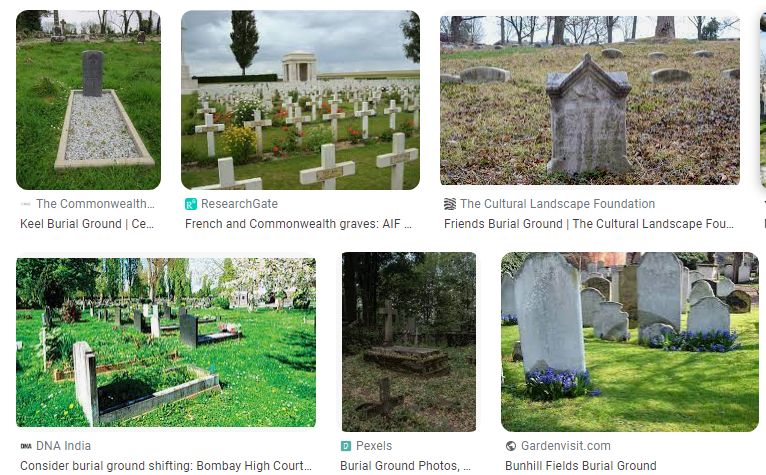 The Commonwealth...
Keel Burial Ground | Ce...
ResearchGate
French and Commonwealth graves: AIF ...
The Cultural Landscape Foundation
Friends Burial Ground | The Cultural Landscape Fou...
DNA India
Consider burial ground shifting: Bombay High Court...
Pexels
Burial Ground Photos, ...
Gardenvisit.com
Bunhill Fields Burial Ground